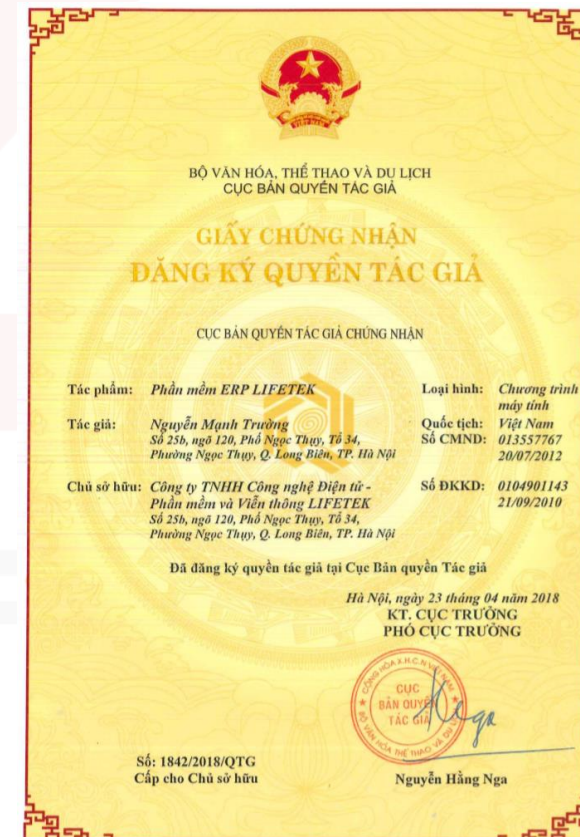 BỘ VĂN HÓA, THỂ THAO VÀ DU LỊCH
CỤC BẢN QUYỀN TÁC GIẢ
GIẤY CHỨNG NHẬN
ĐĂNG KÝ QUYỀN TÁC GIẢ
CỤC BẢN QUYỀN TÁC GIẢ CHỨNG NHẬN
Tác phẩm: Phần mềm ERP LIFETEK Loại hình: Chương trình
máy tính
Tác giả: Nguyễn Mạnh Trường Quốc tịch: Việt Nam
Số 25b, ngõ 120, Phố Ngọc Thụy, Tổ 34, Số CMND: 013557767
Phường Ngọc Thụy, Q. Long Biên, TP. Hà Nội 20/07/2012
Chủ sở hữu: Công ty TNHH Công nghệ Điện tử - Số ĐKKD: 0104901143
Phần mềm và Viễn thông LIFETEK 21/09/2010
Số 25b, ngõ 120, Phố Ngọc Thụy, Tổ 34,
Phường Ngọc Thụy, Q. Long Biên, TP. Hà Nội
Đã đăng ký quyền tác giả tại Cục Bản quyền Tác giả
Hà Nội, ngày 23 tháng 04 năm 2018
KT. CỤC TRƯỞNG
PHÓ CỤC TRƯỞNG
CỤC
BẢN QUYỀN
TÁC GIẢ
Số: 1842/2018/QTG
Cấp cho Chủ sở hữu
Nguyễn Hằng Nga